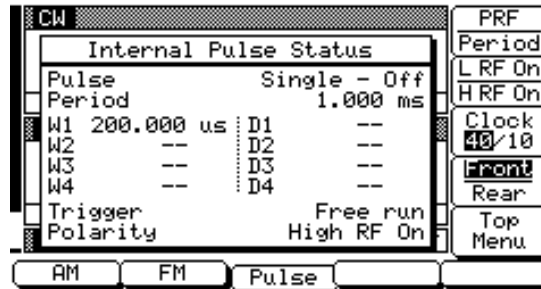 CW
Internal Pulse Status
Pulse Single - Off
Period 1.000 ms
W1 200.000 us D1 --
W2 -- D2 --
W3 -- D3 --
W4 -- D4 --
Trigger Free run
Polarity High RF On
PRF
Period
L RF On
H RF On
Clock
40/10
Front
Rear
Top
Menu
AM FM Pulse